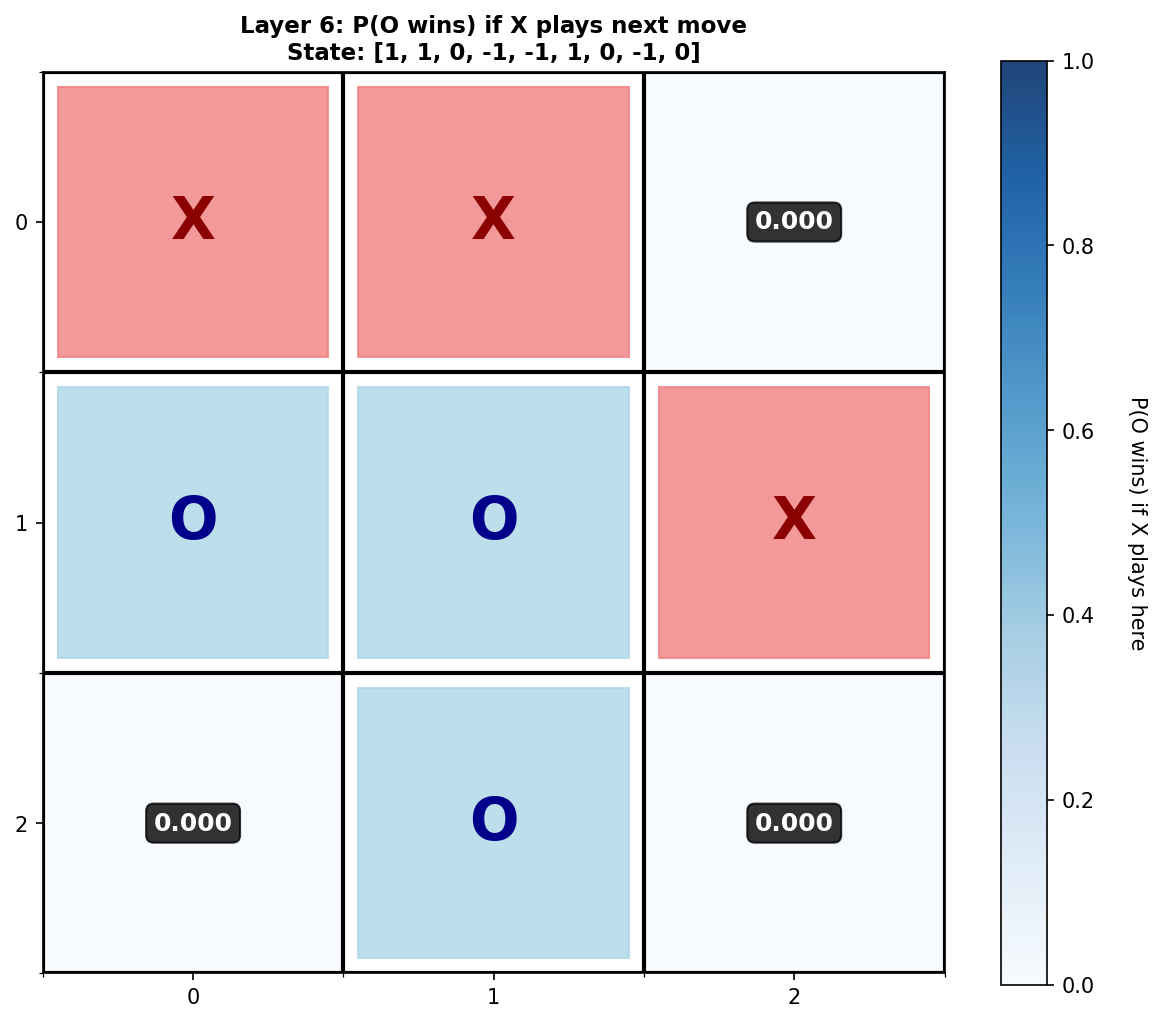 Layer 6: P(O wins) if X plays next move
State: [1, 1, 0, -1, -1, 1, 0, -1, 0]
0
X
X
0.000
1
O
O
X
2
0.000
O
0.000
0
1
2
1.0
0.8
0.6
0.4
0.2
0.0
P(O wins) if X plays here